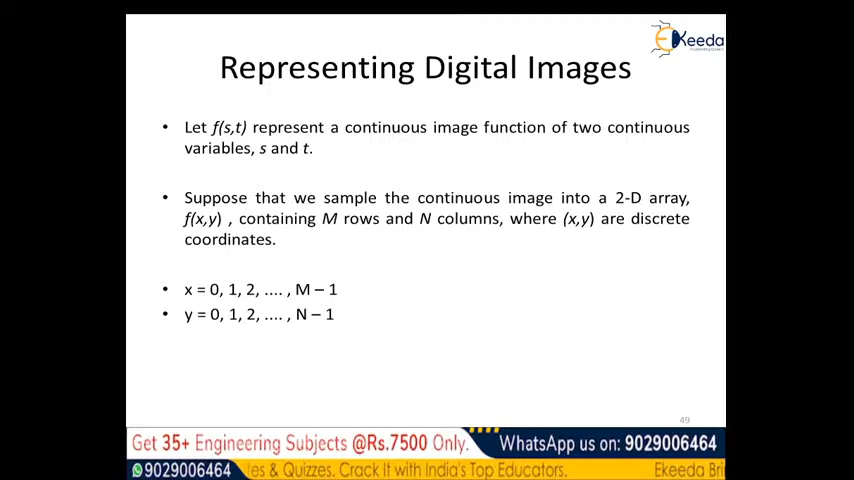 EKeeda
Representing Digital Images
• Let f(s,t) represent a continuous image function of two continuous
variables, s and t.
• Suppose that we sample the continuous image into a 2-D array,
f(x,y) , containing M rows and N columns, where (x,y) are discrete
coordinates.
• x = 0, 1, 2, .... , M – 1
• y = 0, 1, 2, .... , N – 1
49
Get 35+ Engineering Subjects @Rs.7500 Only.
WhatsApp us on: 9029006464
9029006464
es & Quizzes. Crack It with India's Top Educators.
Ekeeda Bri